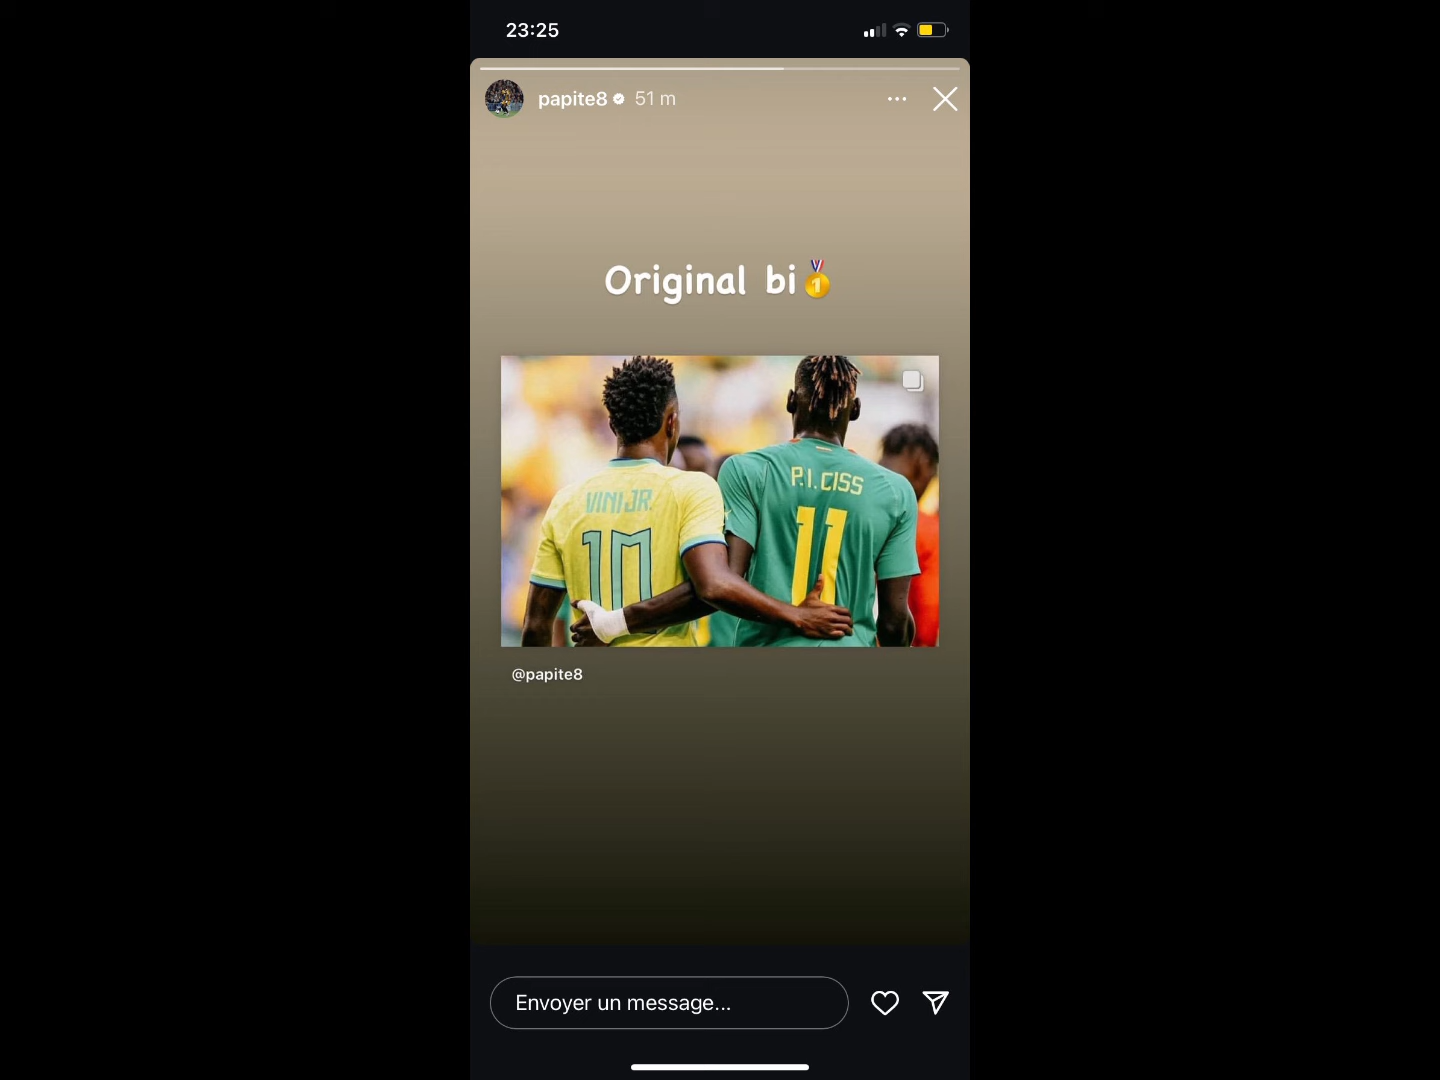 23:25
papite8 51 m
Original bi🥇
VINI JR.
10
P.I.CISS
11
@papite8
Envoyer un message...